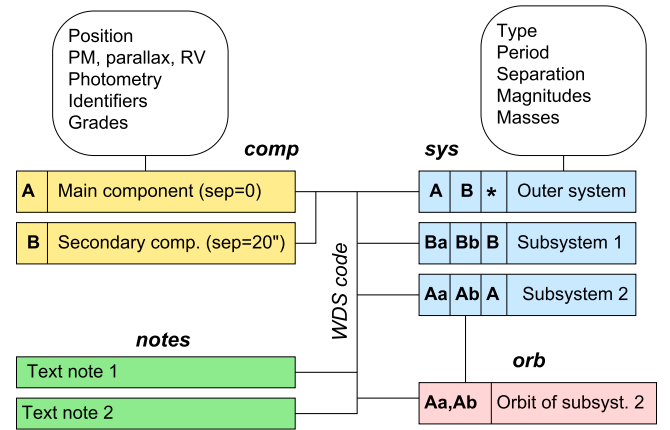 Position
PM, parallax, RV
Photometry
Identifiers
Grades
Type
Period
Separation
Magnitudes
Masses
comp
A Main component (sep=0)
B Secondary comp. (sep=20")
sys
A B * Outer system
Ba Bb B Subsystem 1
Aa Ab A Subsystem 2
WDS code
notes
Text note 1
Text note 2
orb
Aa,Ab Orbit of subsyst. 2